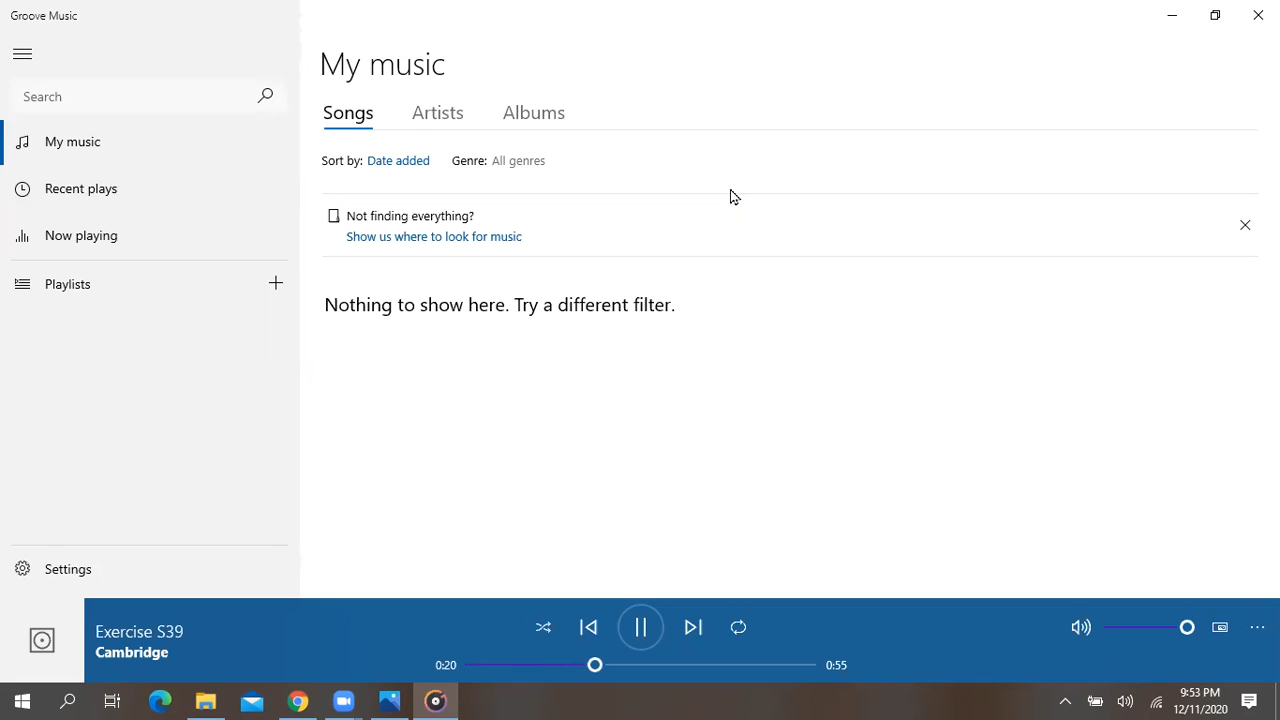 Groove Music
My music
Search
Songs Artists Albums
My music
Sort by: Date added Genre: All genres
Recent plays
Not finding everything?
Show us where to look for music
Now playing
Playlists
Nothing to show here. Try a different filter.
Settings
Exercise S39
Cambridge
0:20 0:55
9:53 PM
12/11/2020